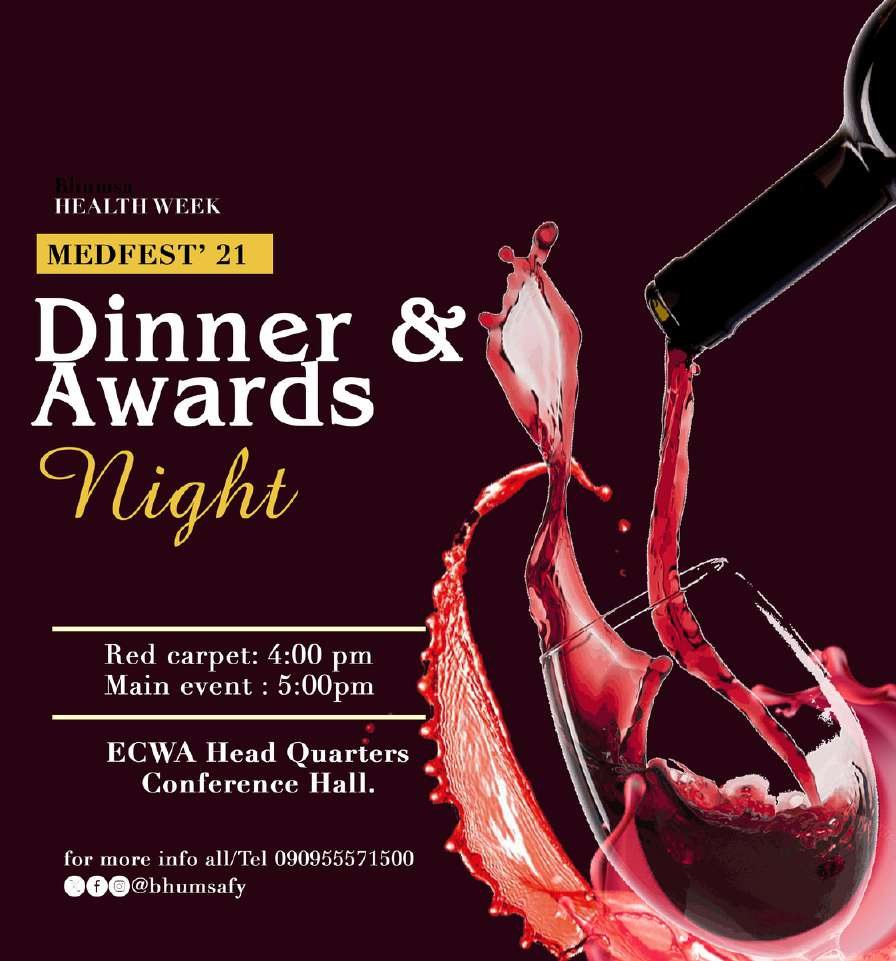 Bhumsa
HEALTH WEEK
MEDFEST’ 21
Dinner &
Awards
Night
Red carpet: 4:00 pm
Main event : 5:00pm
ECWA Head Quarters
Conference Hall.
for more info all/Tel 090955571500
@bhumsafy